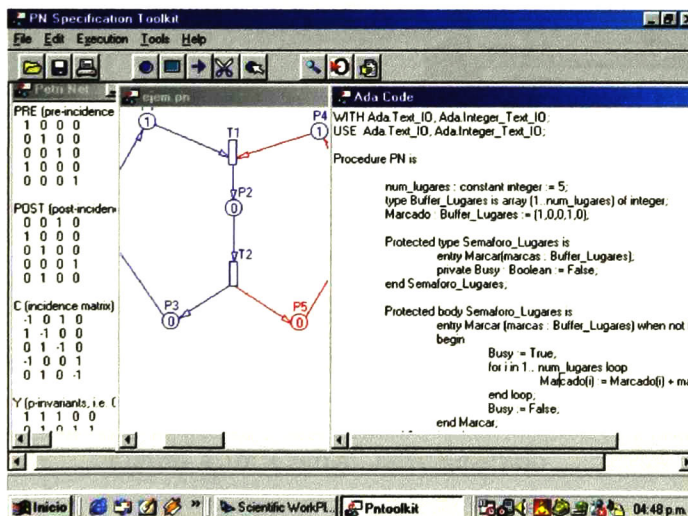 PN Specification Toolkit
File Edit Execution Tools Help
Petri Net
PRE (pre-incidence
1 0 0 0
0 1 0 0
0 0 1 0
1 0 0 0
0 0 0 1
POST (post-inciden
0 0 1 0
1 0 0 0
0 1 0 0
0 0 0 1
0 1 0 0
C (incidence matrix)
-1 0 1 0
1 -1 0 0
0 1 -1 0
-1 0 0 1
0 1 0 -1
Y (p-invariants, i.e. (
1 1 1 0 0
0 1 0 1 1
ejem.pn
1
T1
P4
1
P2
0
T2
P3
0
P5
0
Ada Code
WITH Ada.Text_IO, Ada.Integer_Text_IO;
USE Ada.Text_IO, Ada.Integer_Text_IO;
Procedure PN is
num_lugares : constant integer := 5;
type Buffer_Lugares is array (1..num_lugares) of integer;
Marcado : Buffer_Lugares := (1,0,0,1,0);
Protected type Semaforo_Lugares is
entry Marcar(marcas : Buffer_Lugares);
private Busy : Boolean := False;
end Semaforo_Lugares;
Protected body Semaforo_Lugares is
entry Marcar (marcas : Buffer_Lugares) when not
begin
Busy := True;
for i in 1.. num_lugares loop
Marcado(i) := Marcado(i) + ma
end loop;
Busy := False;
end Marcar;
Inicio
Scientific WorkPl...
Pntoolkit
04:48 p.m.